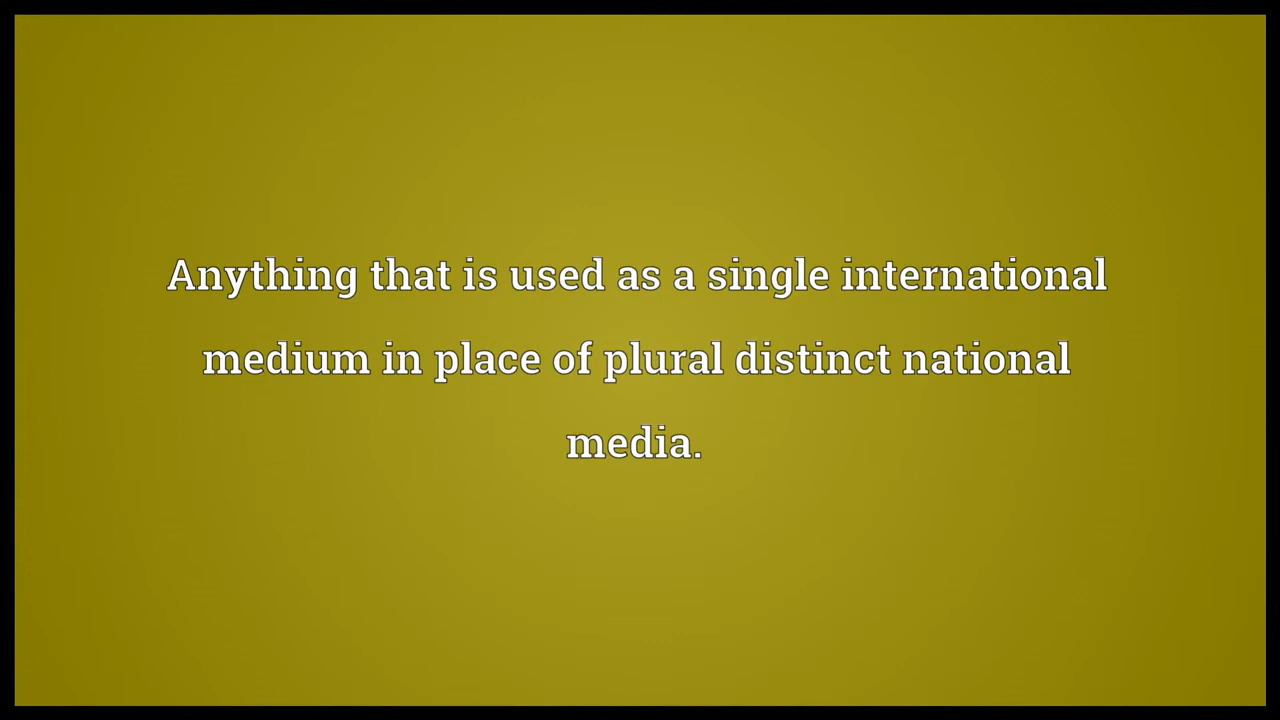 Anything that is used as a single international
medium in place of plural distinct national
media.